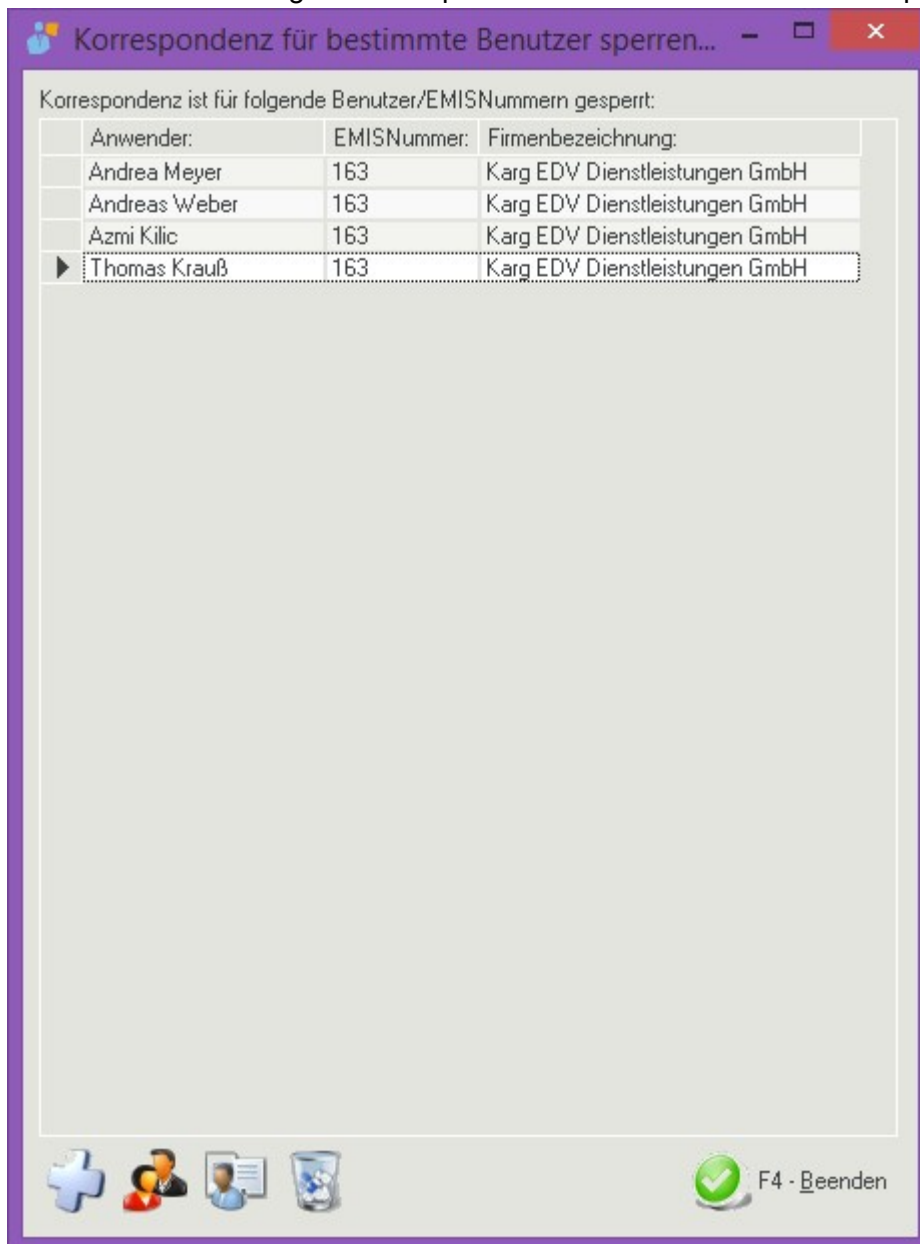 Korrespondenz für bestimmte Benutzer sperren...
Korrespondenz ist für folgende Benutzer/EMISNummern gesperrt:
Anwender: EMISNummer: Firmenbezeichnung:
Andrea Meyer 163 Karg EDV Dienstleistungen GmbH
Andreas Weber 163 Karg EDV Dienstleistungen GmbH
Azmi Kilic 163 Karg EDV Dienstleistungen GmbH
Thomas Krauß 163 Karg EDV Dienstleistungen GmbH
F4 - Beenden